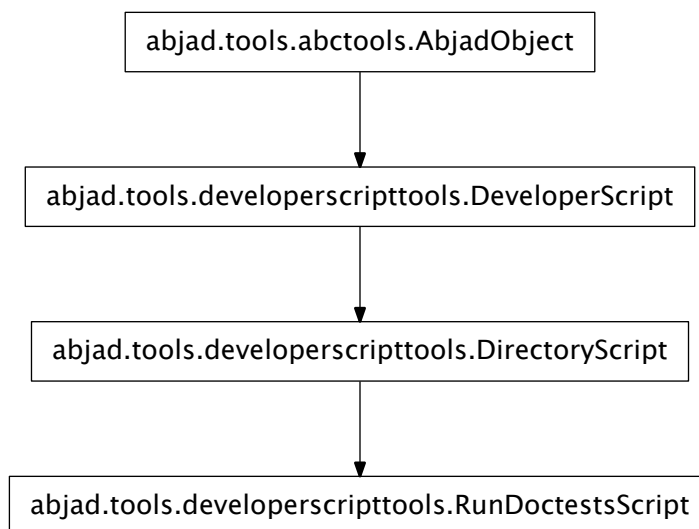 abjad.tools.abctools.AbjadObject
abjad.tools.developerscripttools.DeveloperScript
abjad.tools.developerscripttools.DirectoryScript
abjad.tools.developerscripttools.RunDoctestsScript